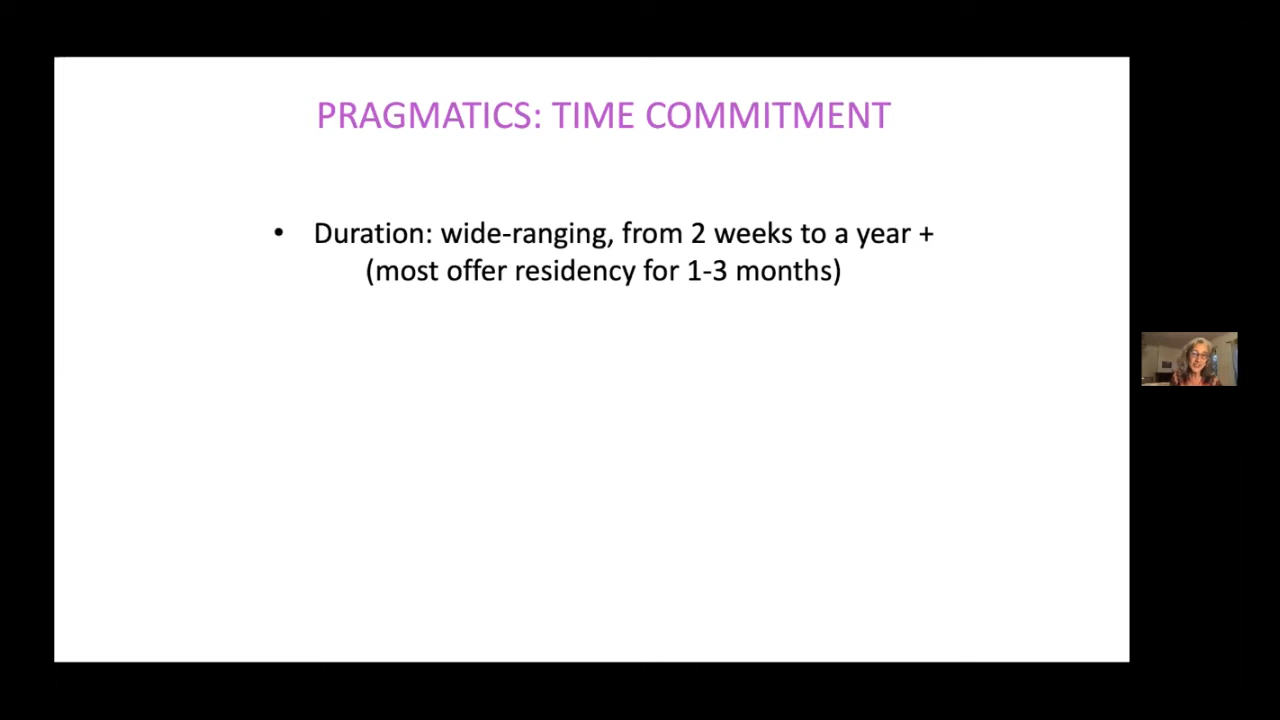 PRAGMATICS: TIME COMMITMENT
• Duration: wide-ranging, from 2 weeks to a year +
(most offer residency for 1-3 months)